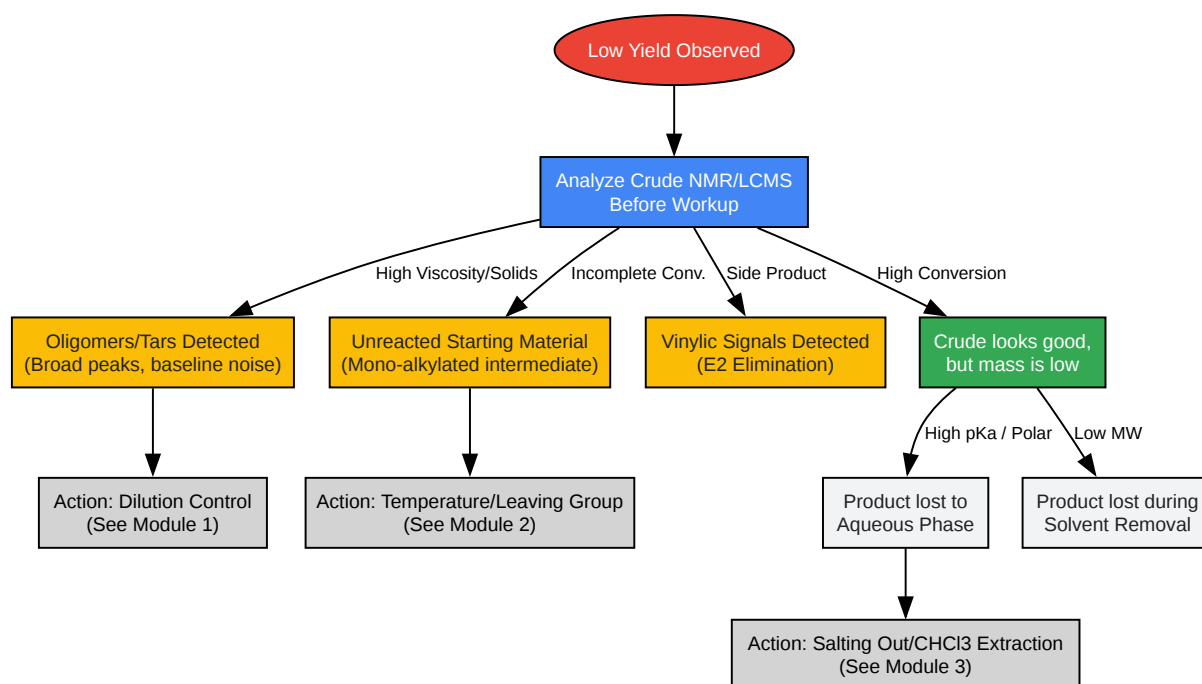 Low Yield Observed
Analyze Crude NMR/LCMS
Before Workup
High Viscosity/Solids
Incomplete Conv.
Side Product
High Conversion
Oligomers/Tars Detected
(Broad peaks, baseline noise)
Unreacted Starting Material
(Mono-alkylated intermediate)
Vinylic Signals Detected
(E2 Elimination)
Crude looks good,
but mass is low
High pKa / Polar
Low MW
Action: Dilution Control
(See Module 1)
Action: Temperature/Leaving Group
(See Module 2)
Product lost to
Aqueous Phase
Product lost during
Solvent Removal
Action: Salting Out/CHCl3 Extraction
(See Module 3)